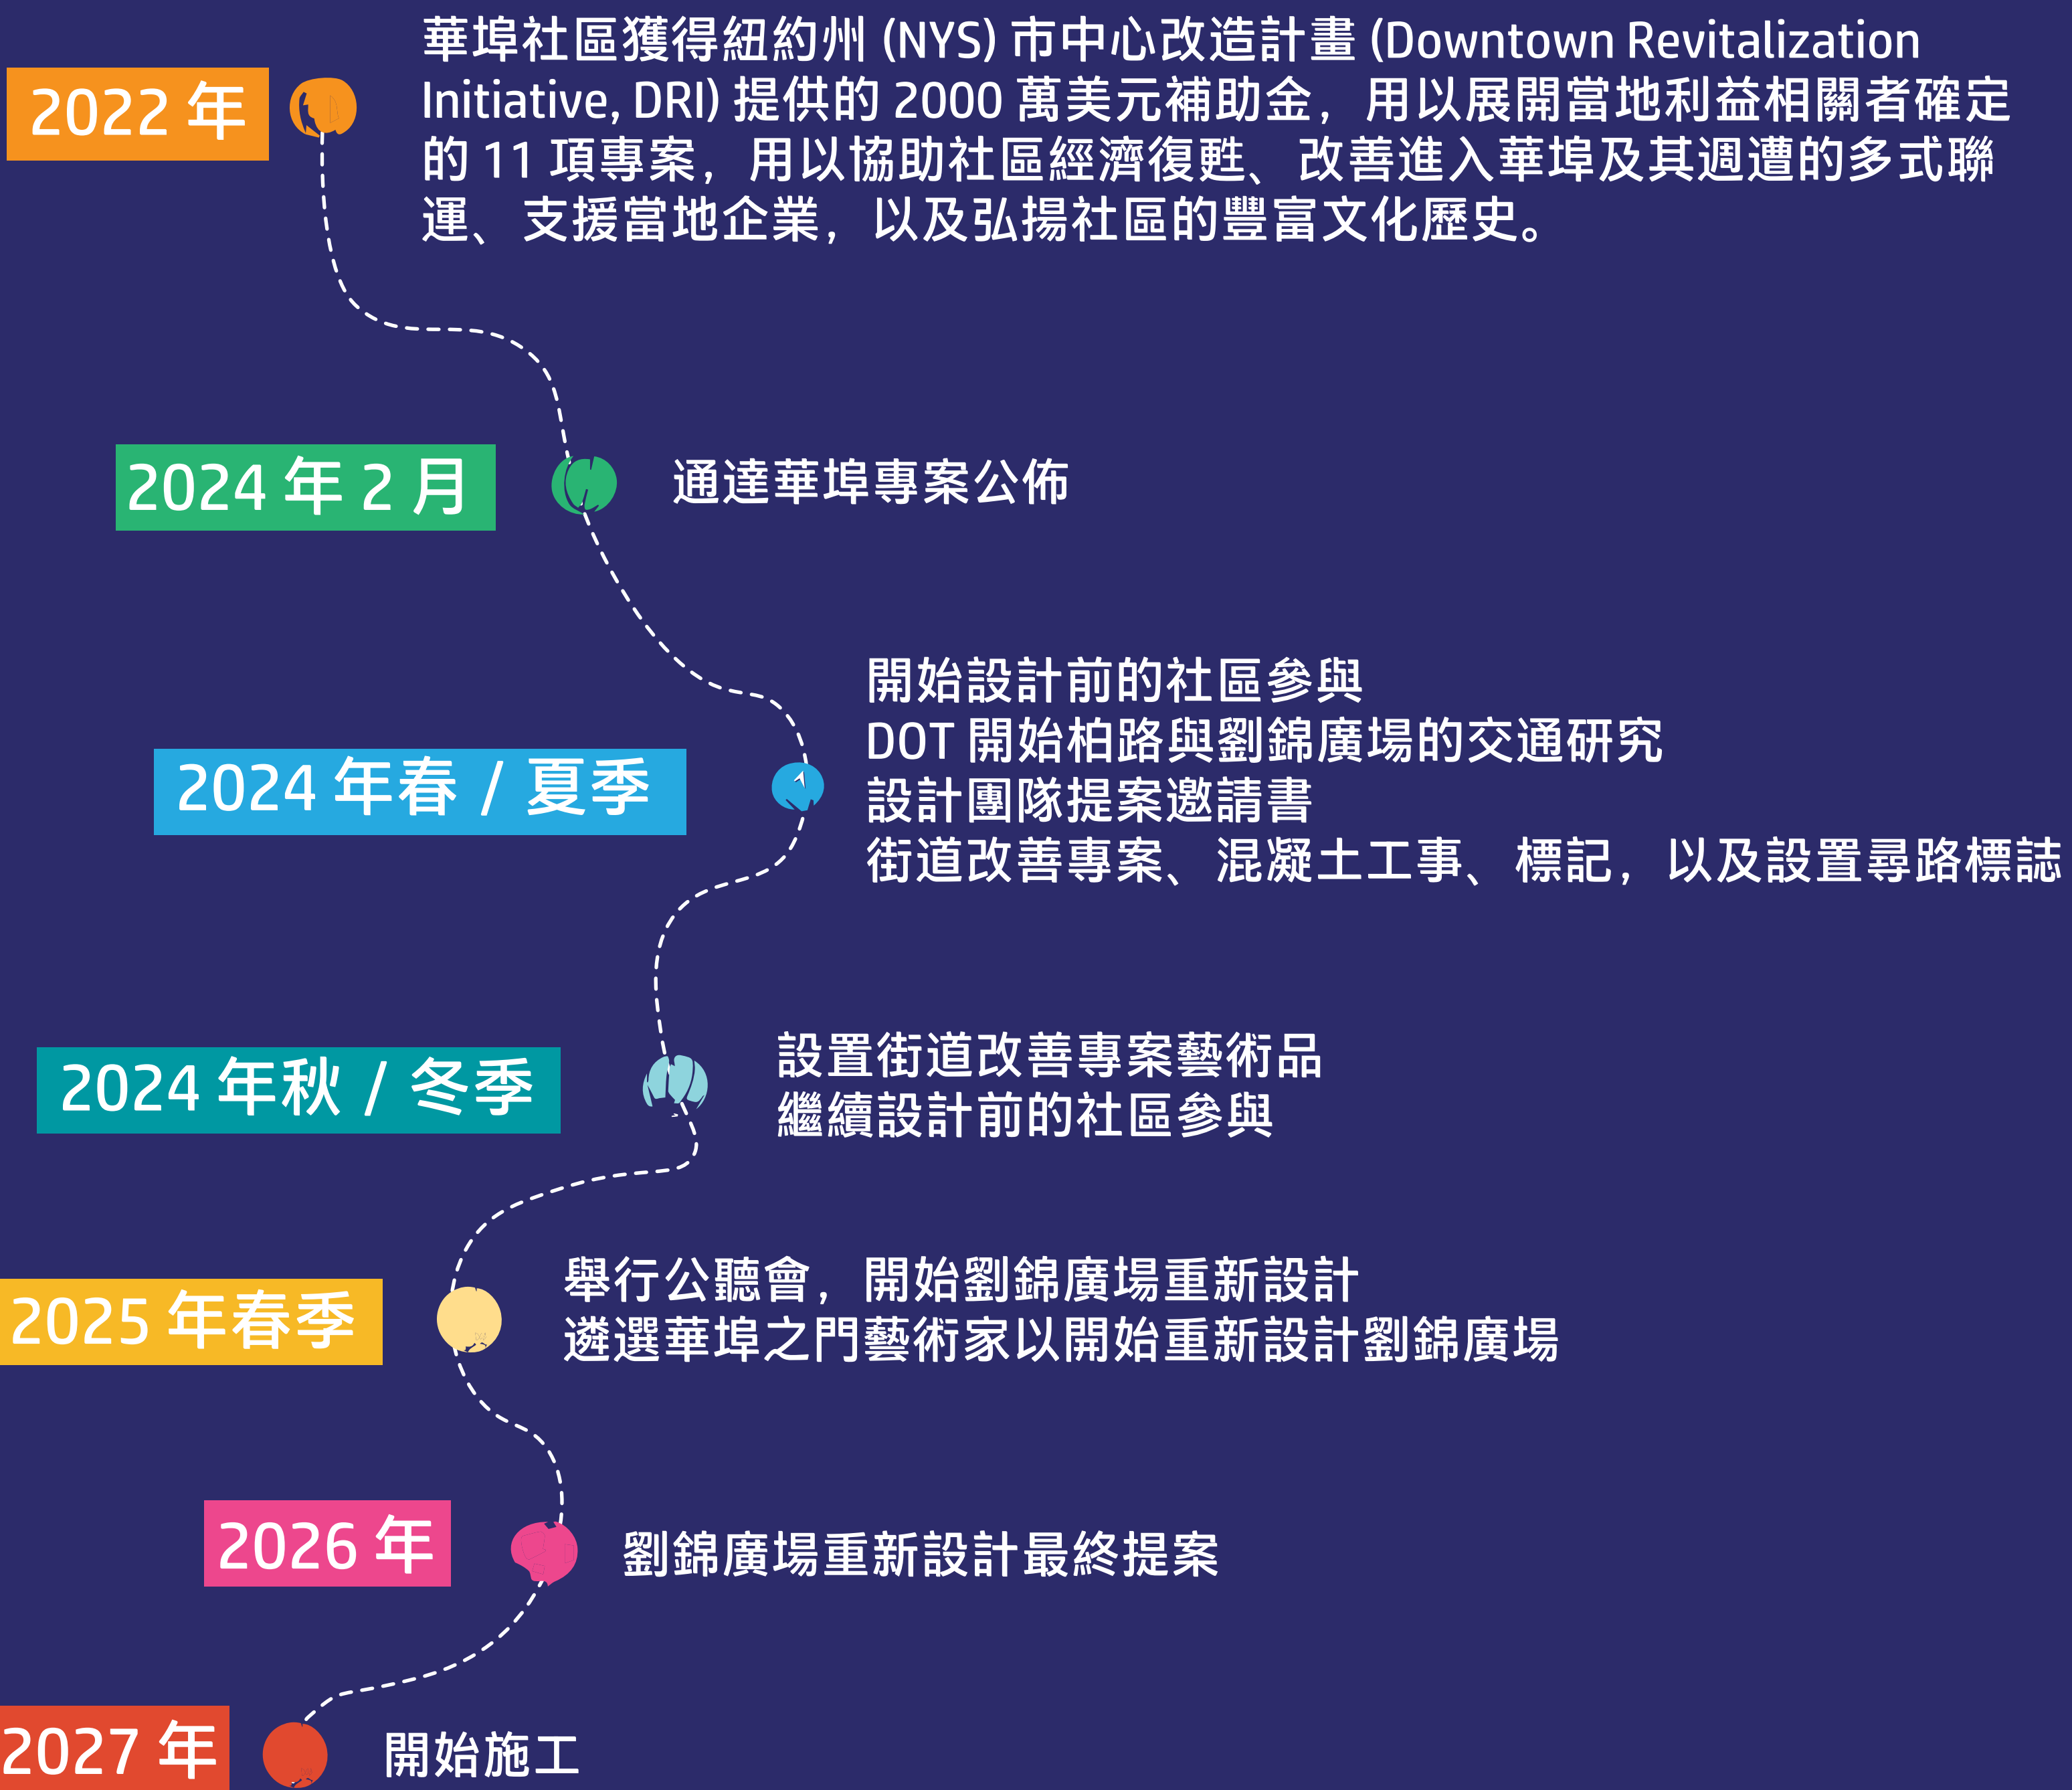 2022 年
華埠社區獲得紐約州 (NYS) 市中心改造計畫 (Downtown Revitalization
Initiative, DRI) 提供的 2000 萬美元補助金，用以展開當地利益相關者確定
的 11 項專案，用以協助社區經濟復甦、改善進入華埠及其週遭的多式聯
運、支援當地企業，以及弘揚社區的豐富文化歷史。
2024 年 2 月
通達華埠專案公佈
2024 年春 / 夏季
開始設計前的社區參與
DOT 開始柏路與劉錦廣場的交通研究
設計團隊提案邀請書
街道改善專案、混凝土工事、標記，以及設置尋路標誌
2024 年秋 / 冬季
設置街道改善專案藝術品
繼續設計前的社區參與
2025 年春季
舉行公聽會，開始劉錦廣場重新設計
遴選華埠之門藝術家以開始重新設計劉錦廣場
2026 年
劉錦廣場重新設計最終提案
2027 年
開始施工